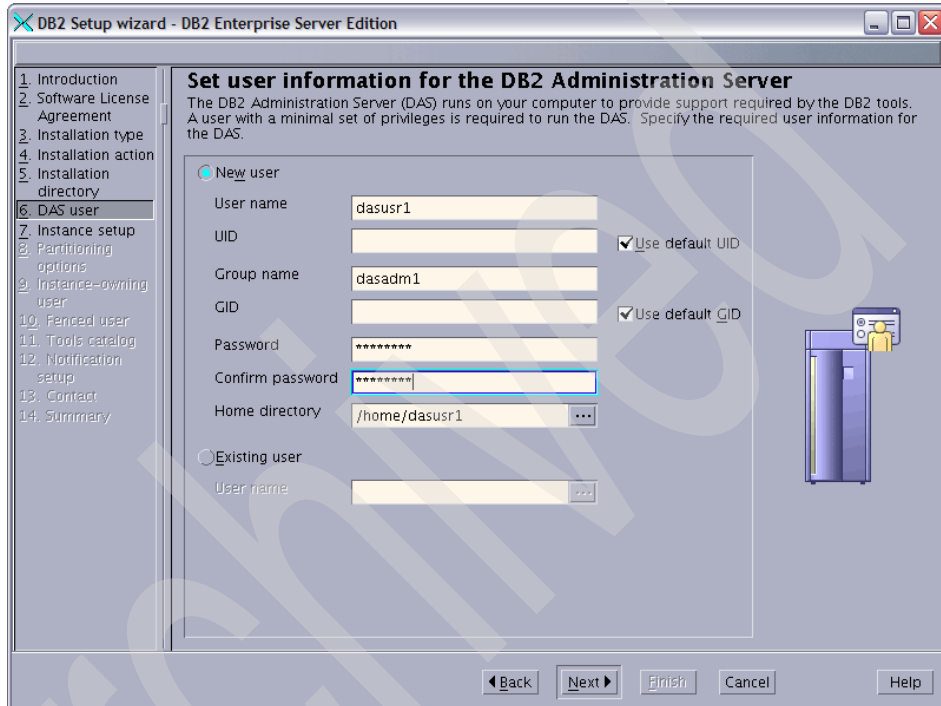 DB2 Setup wizard - DB2 Enterprise Server Edition
1. Introduction
2. Software License
Agreement
3. Installation type
4. Installation action
5. Installation
directory
6. DAS user
7. Instance setup
8. Partitioning
options
9. Instance-owning
user
10. Fenced user
11. Tools catalog
12. Notification
setup
13. Contact
14. Summary
Set user information for the DB2 Administration Server
The DB2 Administration Server (DAS) runs on your computer to provide support required by the DB2 tools.
A user with a minimal set of privileges is required to run the DAS. Specify the required user information for
the DAS.
New user
User name dasusr1
UID Use default UID
Group name dasadm1
GID Use default GID
Password ********
Confirm password ********
Home directory /home/dasusr1 ...
Existing user
User name ...
Back Next Finish Cancel Help